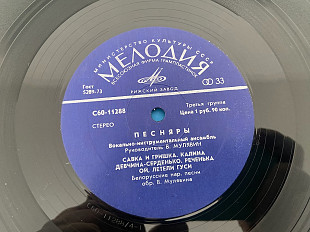 МИНИСТЕРСТВО КУЛЬТУРЫ СССР
МЕЛОДИЯ
ВСЕСОЮЗНАЯ ФИРМА ГРАМПЛАСТИНОК
РИЖСКИЙ ЗАВОД
ГОСТ
5289-73
33
С60-11288
СТЕРЕО
Третья группа
Цена 1 руб. 90 коп.
ПЕСНЯРЫ
Вокально-инструментальный ансамбль
Руководитель В. МУЛЯВИН
САВКА И ГРИШКА. КАЛИНА
ДЕВЧИНА-СЕРДЕНЬКО. РЕЧЕНЬКА
ОЙ, ЛЕТЕЛИ ГУСИ
Белорусские нар. песни
обр. В. Мулявина